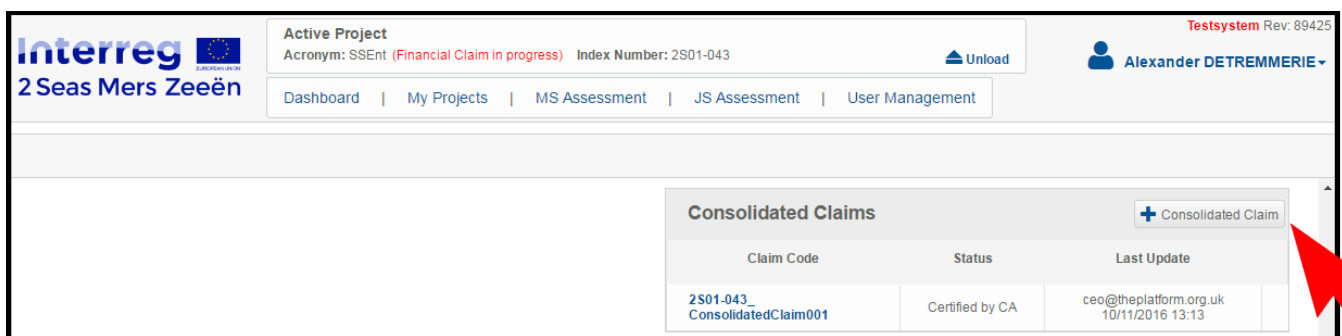 Interreg
EUROPEAN UNION
2 Seas Mers Zeeën
Active Project
Acronym: SSEnt (Financial Claim in progress) Index Number: 2S01-043
Unload
Testsystem Rev: 89425
Alexander DETREMMERIE
Dashboard | My Projects | MS Assessment | JS Assessment | User Management
Consolidated Claims
Consolidated Claim
Claim Code Status Last Update
2S01-043_
ConsolidatedClaim001
Certified by CA
ceo@theplatform.org.uk
10/11/2016 13:13